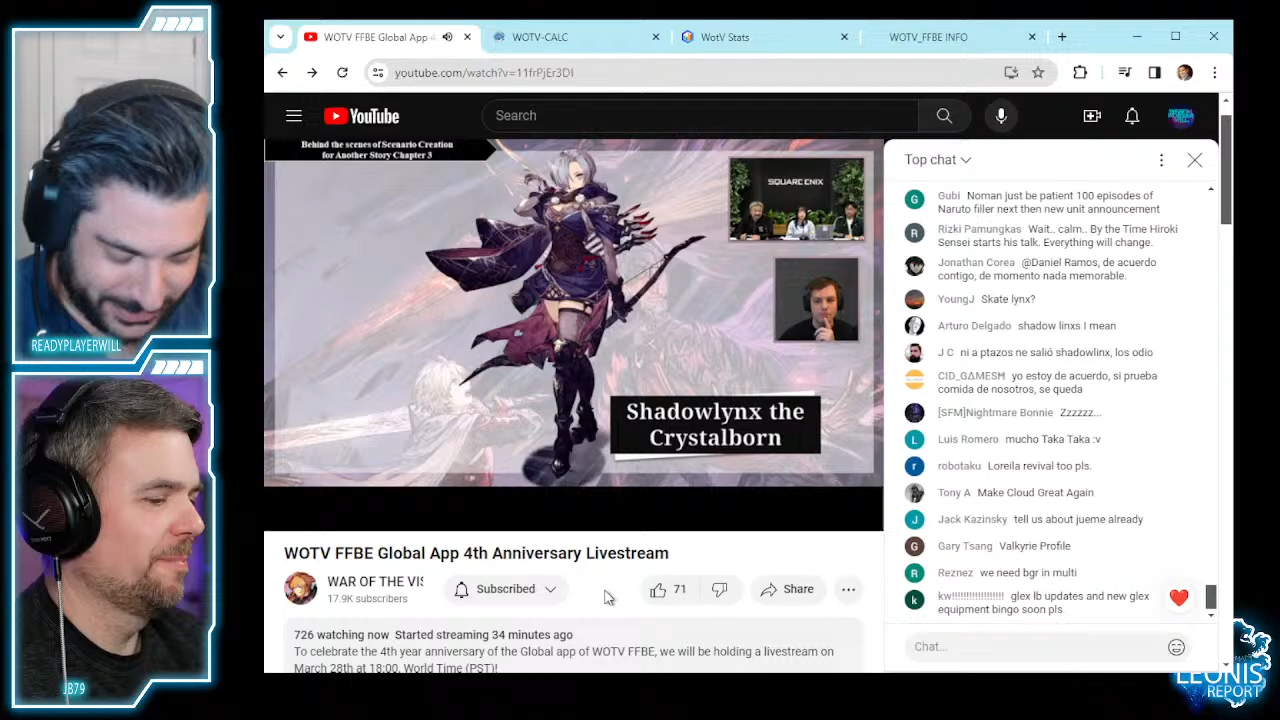 WOTV FFBE Global App 4
WOTV-CALC
WotV Stats
WOTV_FFBE INFO
youtube.com/watch?v=11frPjEr3DI
YouTube
Search
Behind the scenes of Scenario Creation
for Another Story Chapter 3
SQUARE ENIX
Shadowlynx the
Crystalborn
WOTV FFBE Global App 4th Anniversary Livestream
WAR OF THE VIS
17.9K subscribers
Subscribed
71
Share
726 watching now Started streaming 34 minutes ago
To celebrate the 4th year anniversary of the Global app of WOTV FFBE, we will be holding a livestream on
March 28th at 18:00, World Time (PST)!
Top chat
G
Gubi Noman just be patient 100 episodes of
Naruto filler next then new unit announcement
R
Rizki Pamungkas Wait.. calm.. By the Time Hiroki
Sensei starts his talk. Everything will change.
Jonathan Corea @Daniel Ramos, de acuerdo
contigo, de momento nada memorable.
YoungJ Skate lynx?
Arturo Delgado shadow linxs I mean
J C ni a ptazos ne salió shadowlinx, los odio
CID_GΔMESĦ yo estoy de acuerdo, si prueba
comida de nosotros, se queda
[SFM]Nightmare Bonnie Zzzzzz...
L
Luis Romero mucho Taka Taka :v
r
robotaku Loreila revival too pls.
Tony A Make Cloud Great Again
J
Jack Kazinsky tell us about jueme already
G
Gary Tsang Valkyrie Profile
R
Reznez we need bgr in multi
k
kw!!!!!!!!!!!!!!!!!! glex lb updates and new glex
equipment bingo soon pls
Chat...
READYPLAYERWILL
JB79
LEONIS
REPORT